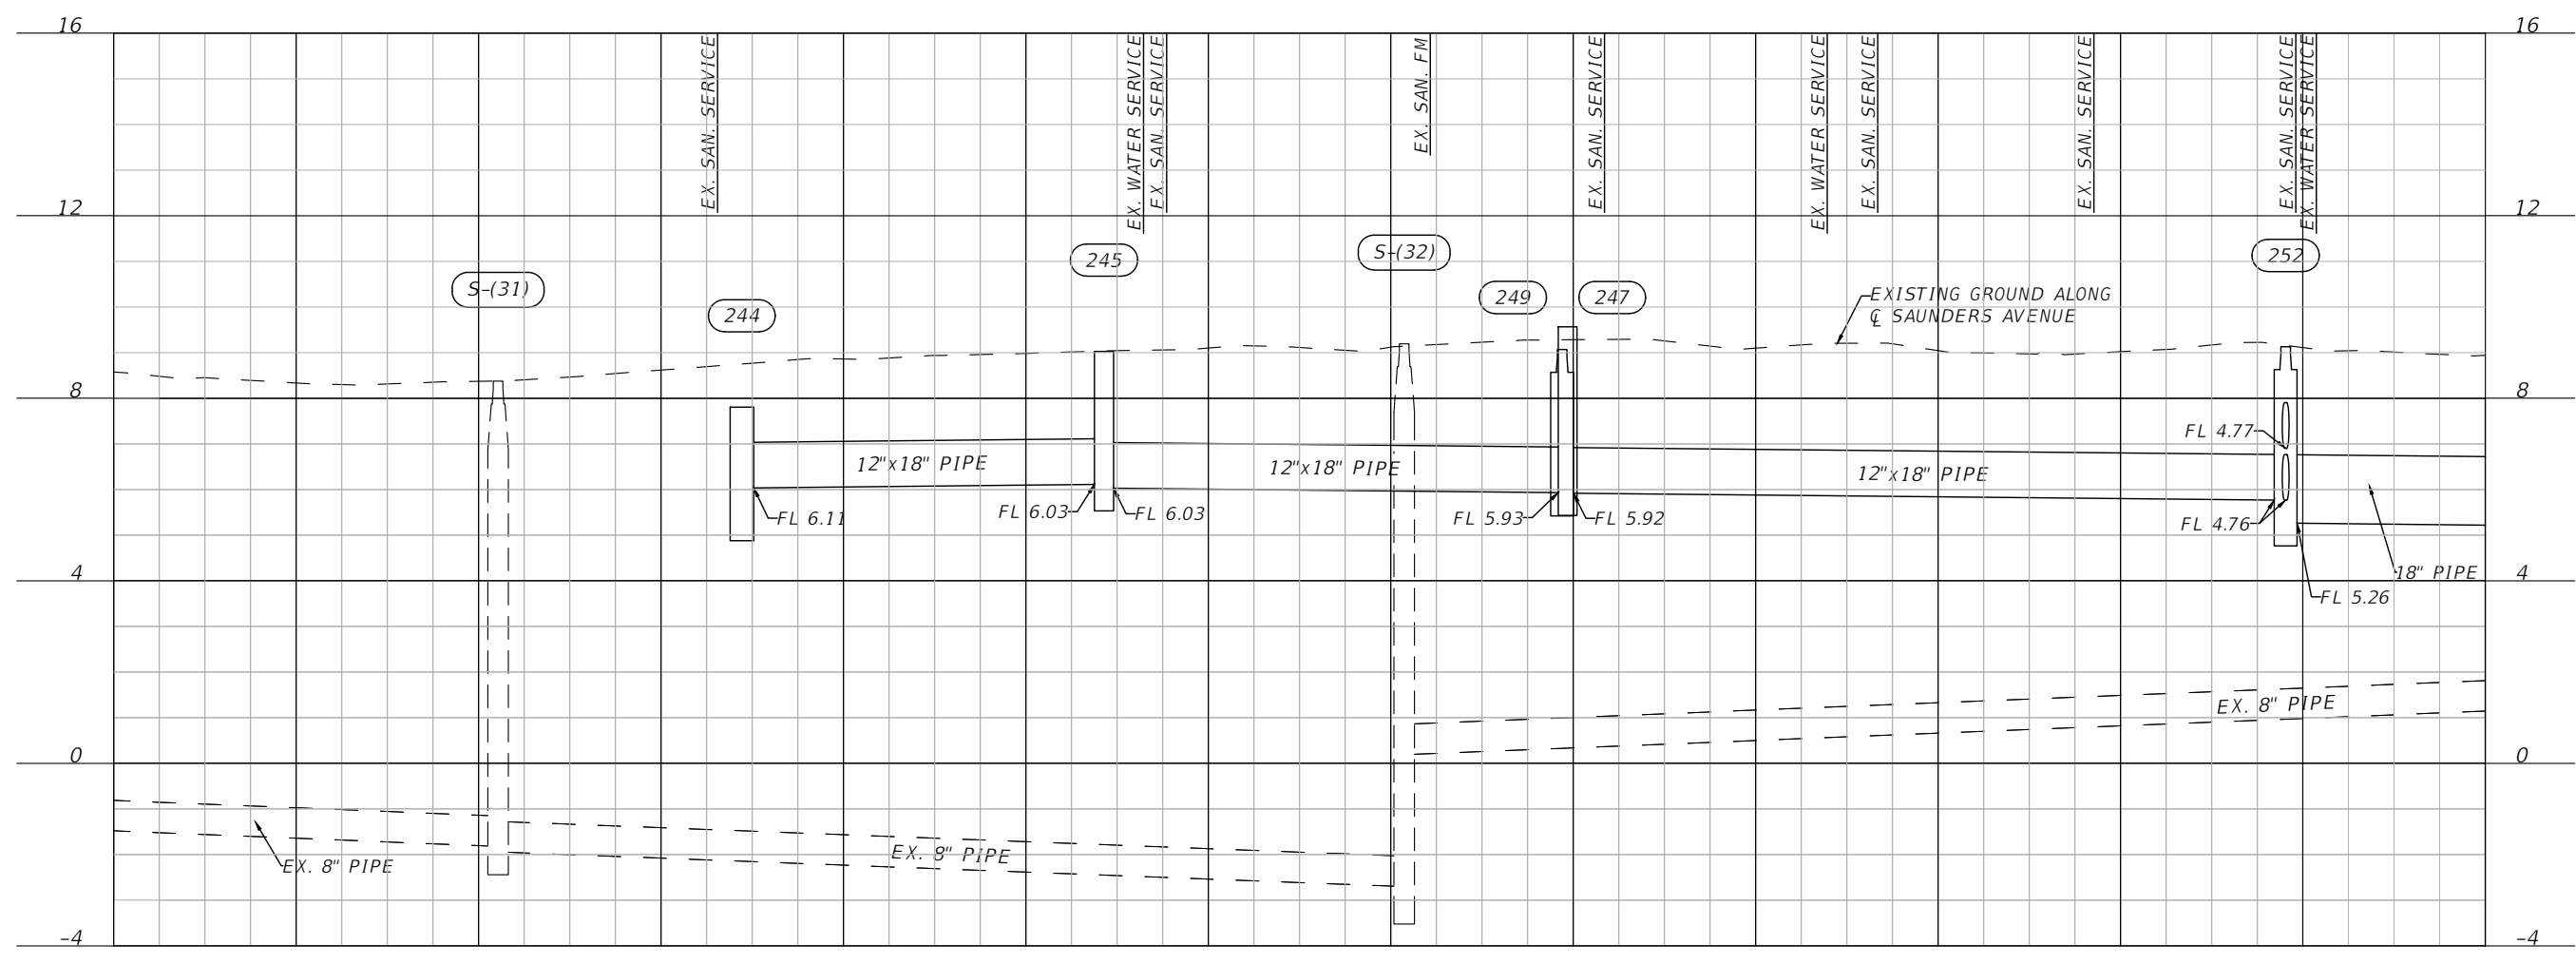 16
16
EX. SAN. SERVICE
EX. WATER SERVICE
EX. SAN. SERVICE
EX. SAN. FM
EX. SAN. SERVICE
EX. WATER SERVICE
EX. SAN. SERVICE
EX. SAN. SERVICE
EX. SAN. SERVICE
EX. WATER SERVICE
12
12
245
S-(32)
252
S-(31)
244
249
247
EXISTING GROUND ALONG
℄ SAUNDERS AVENUE
8
8
FL 4.77
12"x18" PIPE
12"x18" PIPE
12"x18" PIPE
FL 6.11
FL 6.03
FL 6.03
FL 5.93
FL 5.92
FL 4.76
4
18" PIPE
4
FL 5.26
EX. 8" PIPE
0
0
EX. 8" PIPE
EX. 8" PIPE
-4
-4